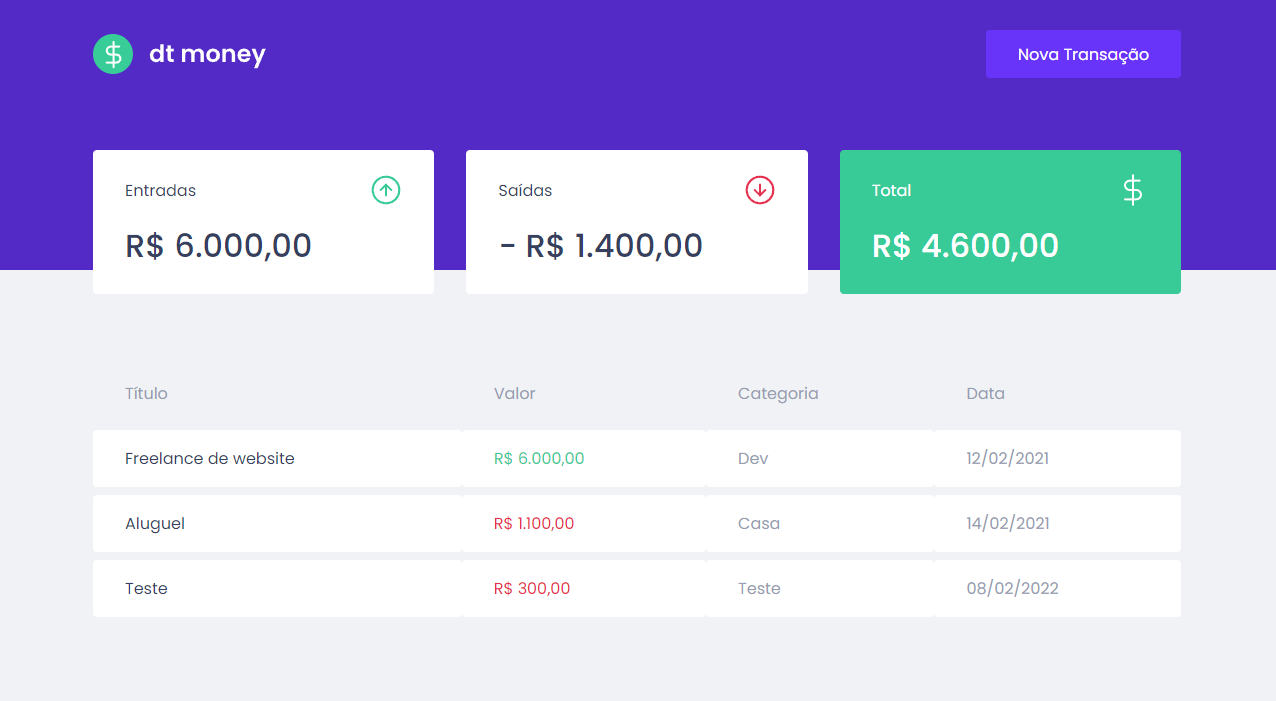 dt money
Nova Transação
Entradas
R$ 6.000,00
Saídas
- R$ 1.400,00
Total
R$ 4.600,00
Título Valor Categoria Data
Freelance de website R$ 6.000,00 Dev 12/02/2021
Aluguel R$ 1.100,00 Casa 14/02/2021
Teste R$ 300,00 Teste 08/02/2022